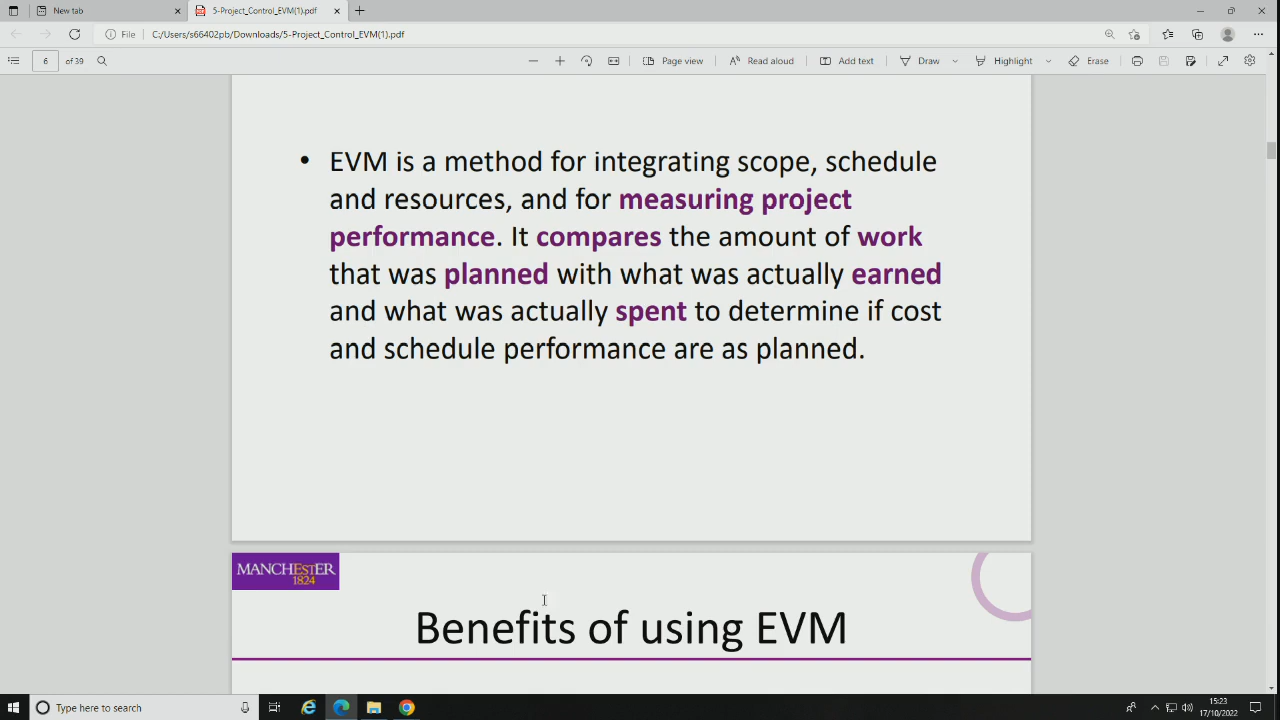 New tab
5-Project_Control_EVM(1).pdf
File
C:/Users/s66402pb/Downloads/5-Project_Control_EVM(1).pdf
6 of 39
Page view
Read aloud
Add text
Draw
Highlight
Erase
• EVM is a method for integrating scope, schedule
and resources, and for measuring project
performance. It compares the amount of work
that was planned with what was actually earned
and what was actually spent to determine if cost
and schedule performance are as planned.
MANCHESTER
1824
Benefits of using EVM
Type here to search
15:23
17/10/2022